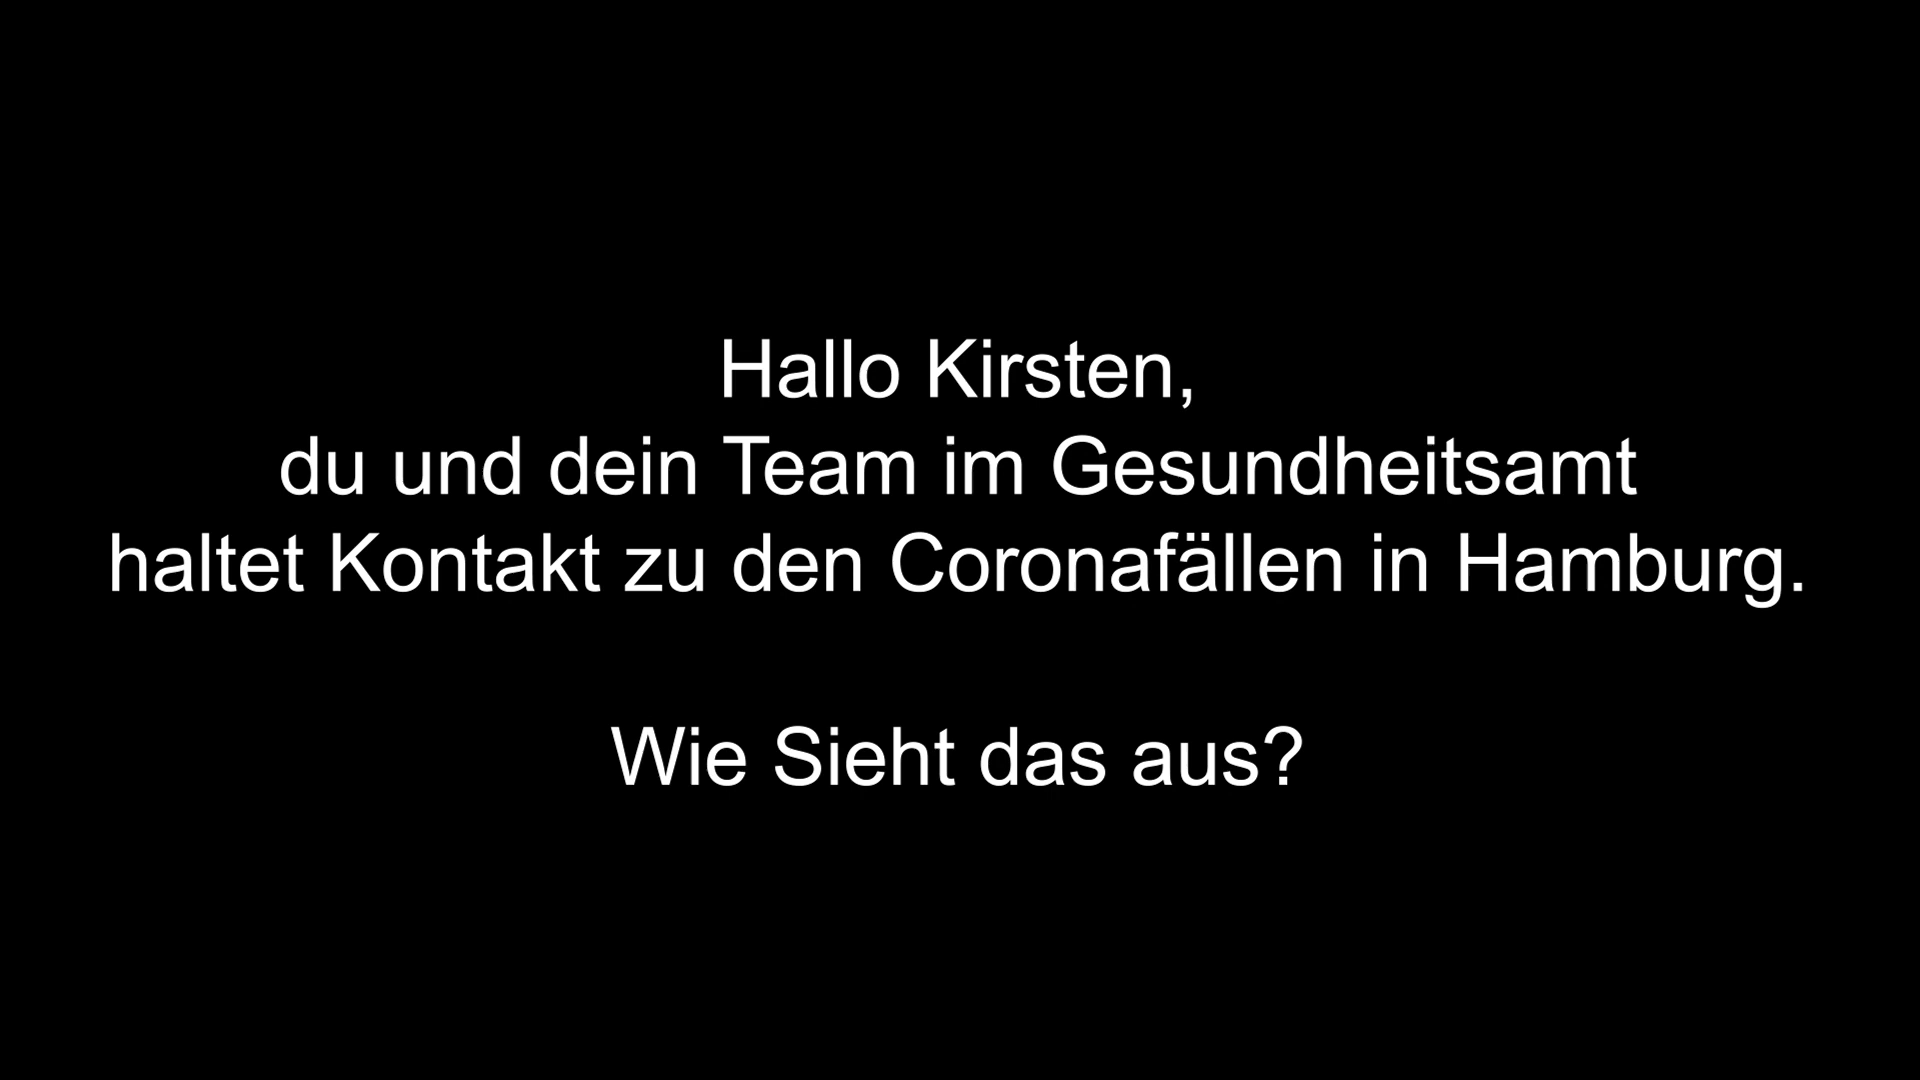 Hallo Kirsten,
du und dein Team im Gesundheitsamt
haltet Kontakt zu den Coronafällen in Hamburg.
Wie Sieht das aus?